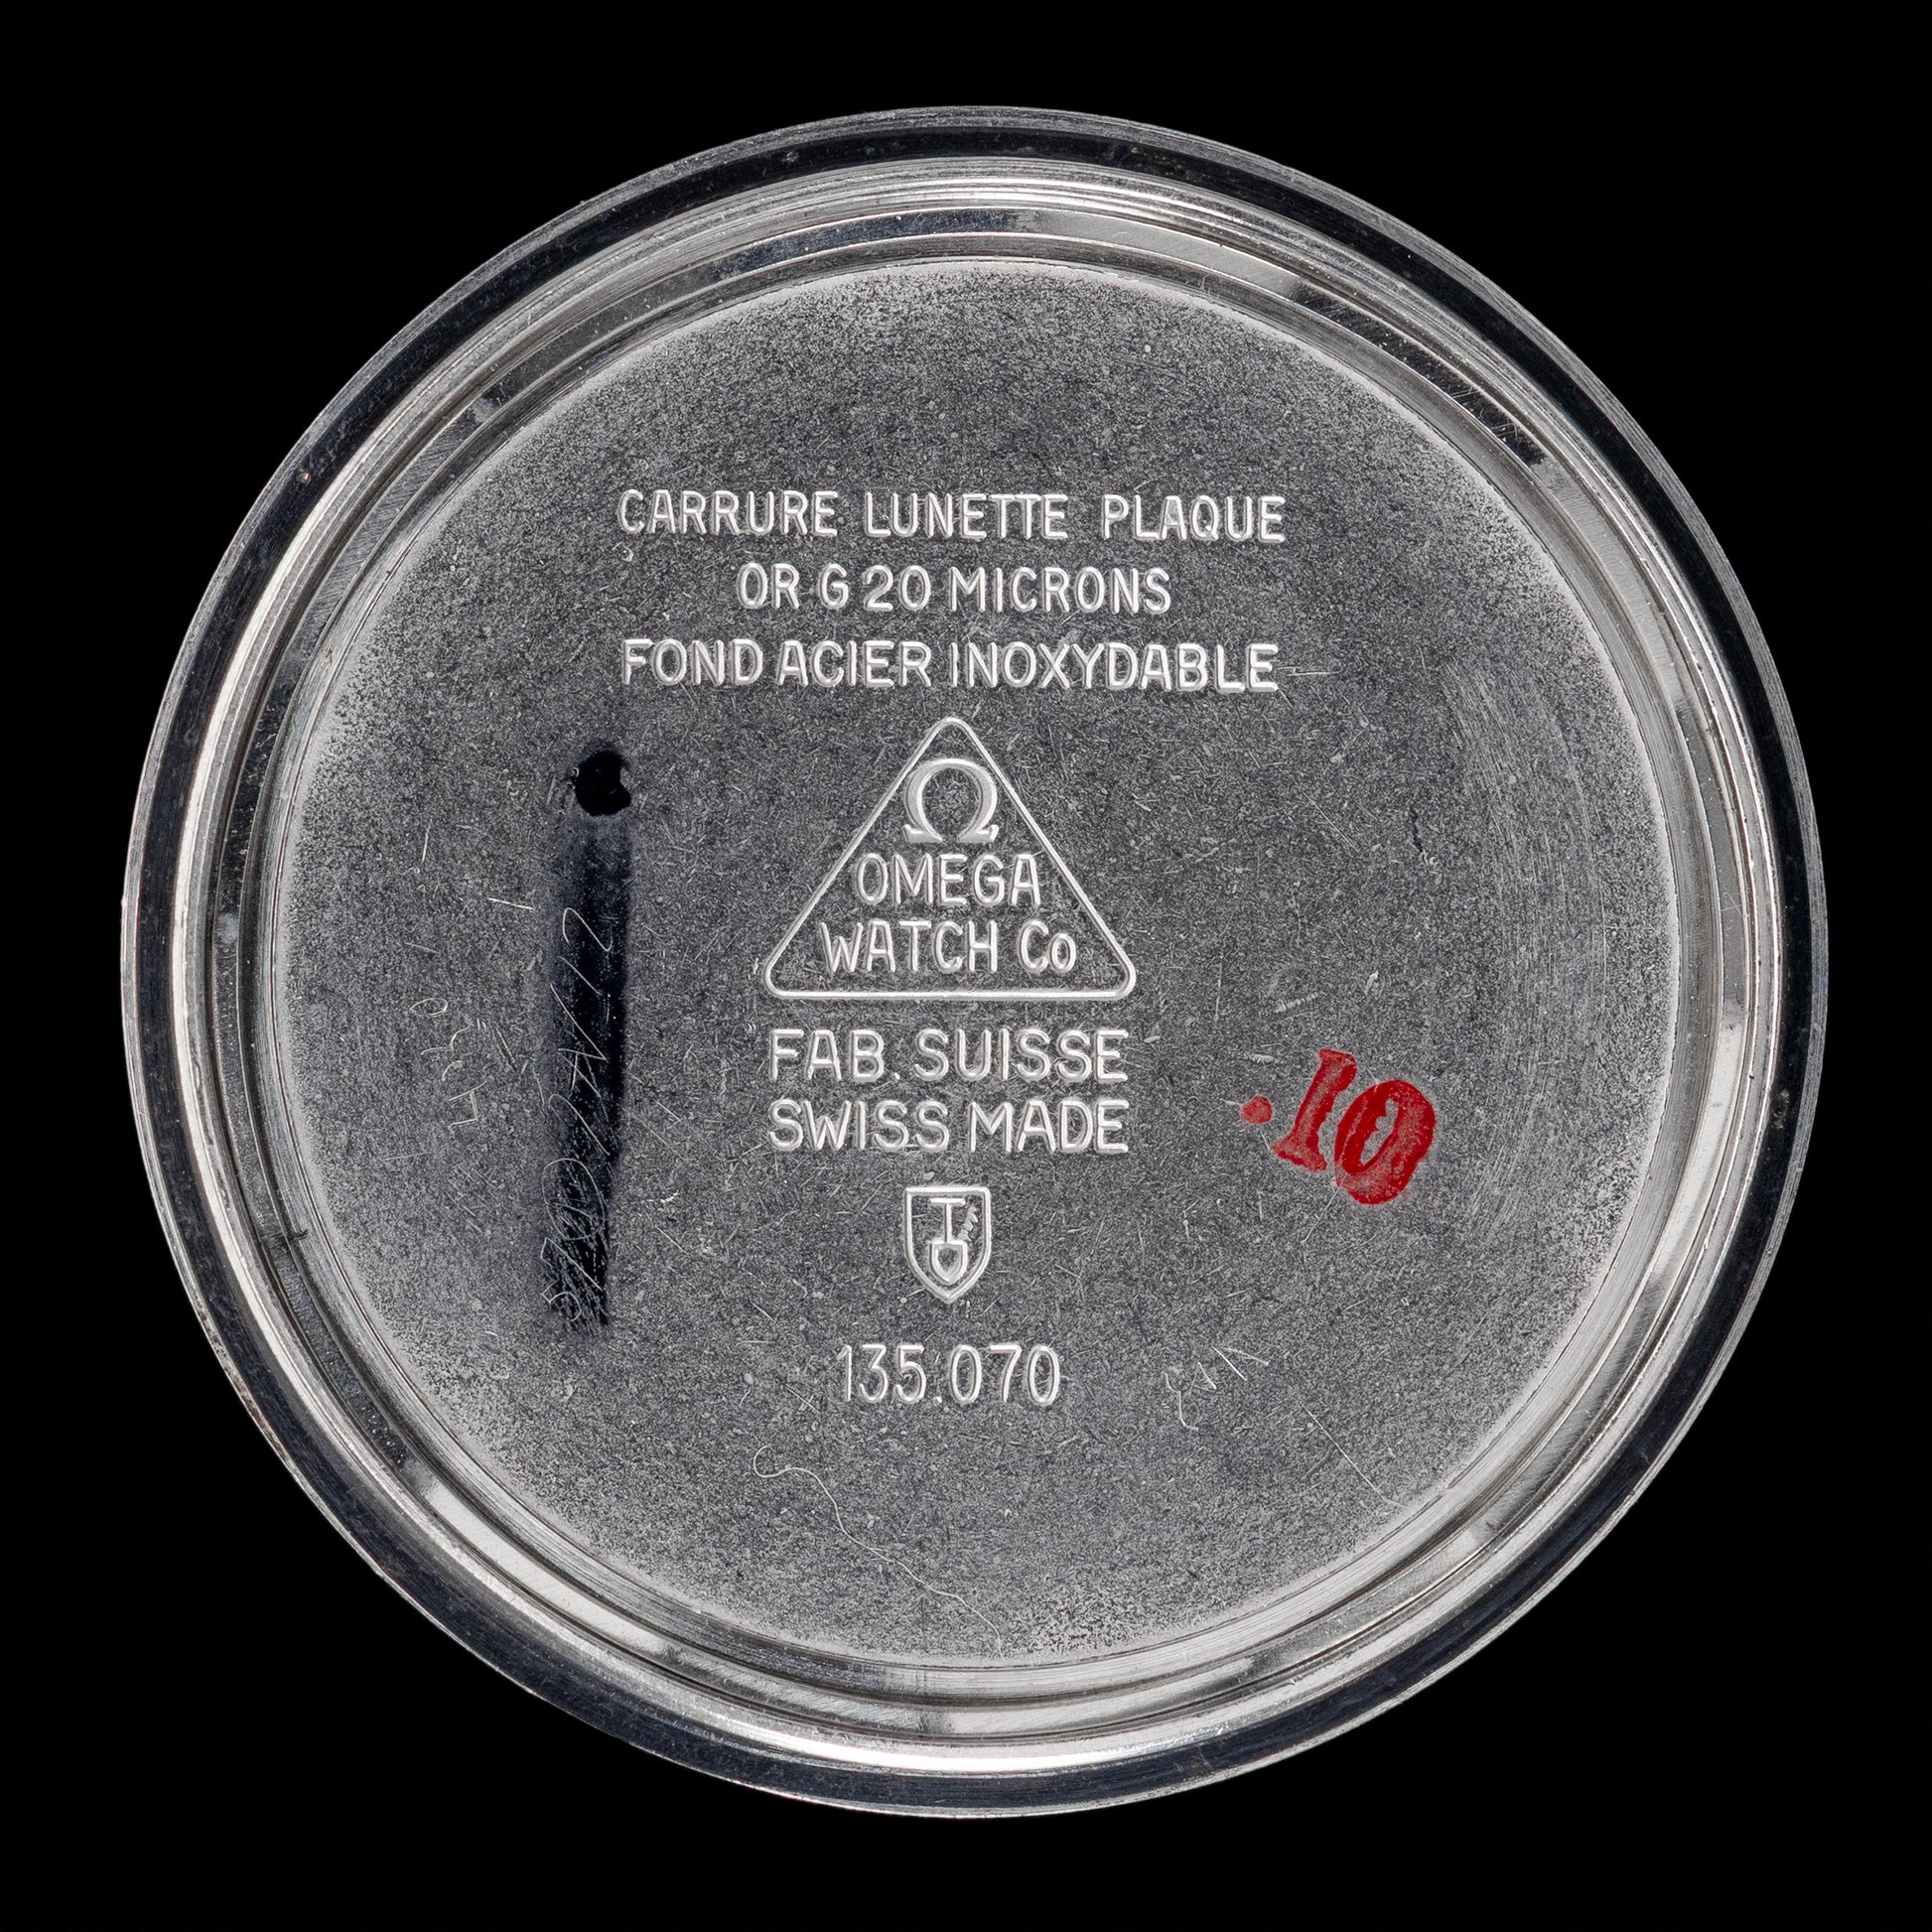 CARRURE LUNETTE PLAQUE
OR G 20 MICRONS
FOND ACIER INOXYDABLE
Ω
OMEGA
WATCH Co
FAB. SUISSE
SWISS MADE
.10
135.070